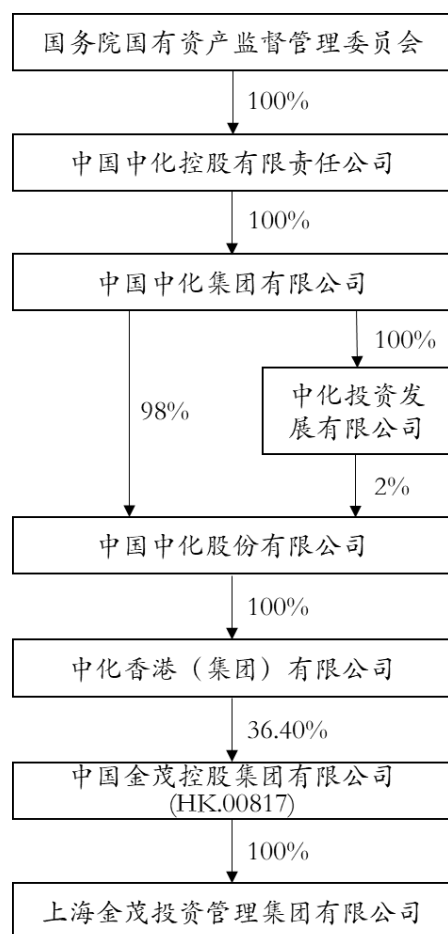 国务院国有资产监督管理委员会
100%
中国中化控股有限责任公司
100%
中国中化集团有限公司
100%
中化投资发
展有限公司
98%
2%
中国中化股份有限公司
100%
中化香港（集团）有限公司
36.40%
中国金茂控股集团有限公司
(HK.00817)
100%
上海金茂投资管理集团有限公司